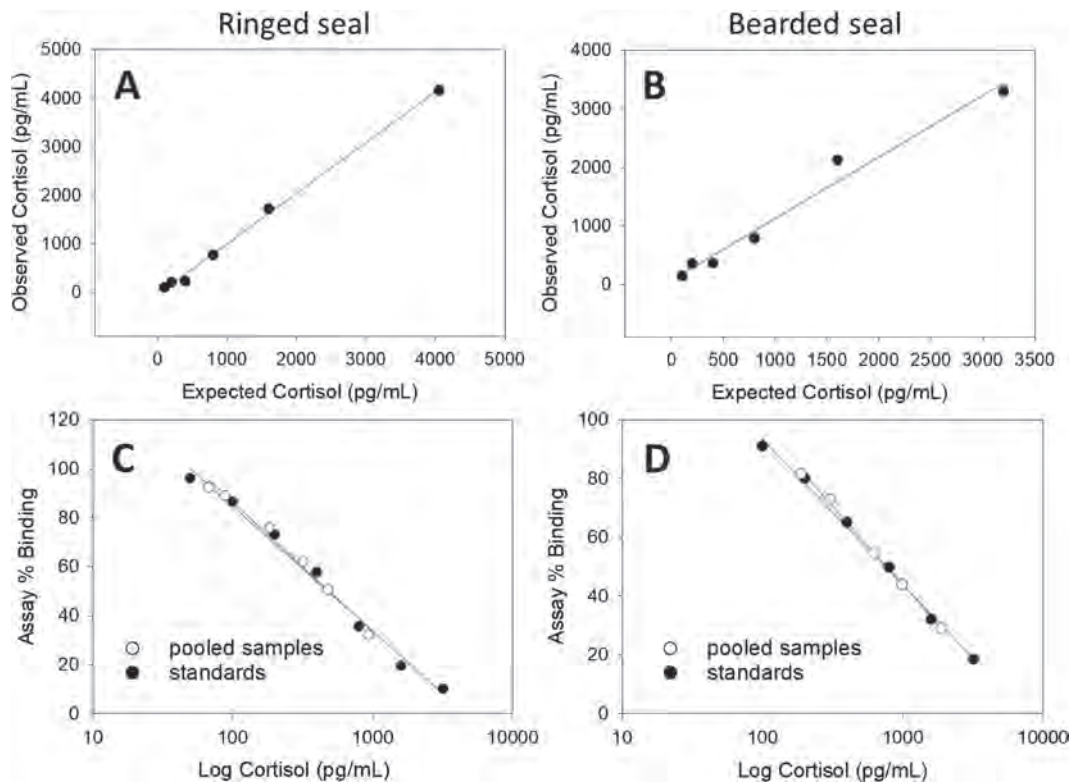 Ringed seal
Bearded seal
A
5000
4000
3000
2000
1000
0
Observed Cortisol (pg/mL)
0 1000 2000 3000 4000 5000
Expected Cortisol (pg/mL)
B
4000
3000
2000
1000
0
Observed Cortisol (pg/mL)
0 500 1000 1500 2000 2500 3000 3500
Expected Cortisol (pg/mL)
C
120
100
80
60
40
20
0
Assay % Binding
pooled samples
standards
10 100 1000 10000
Log Cortisol (pg/mL)
D
100
80
60
40
20
0
Assay % Binding
pooled samples
standards
10 100 1000 10000
Log Cortisol (pg/mL)